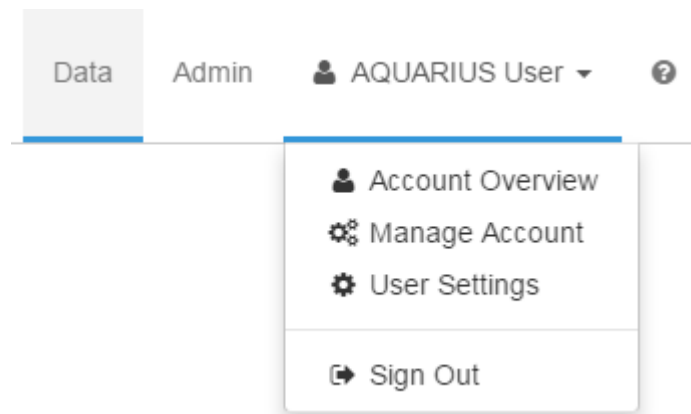 Data Admin AQUARIUS User
Account Overview
Manage Account
User Settings
Sign Out